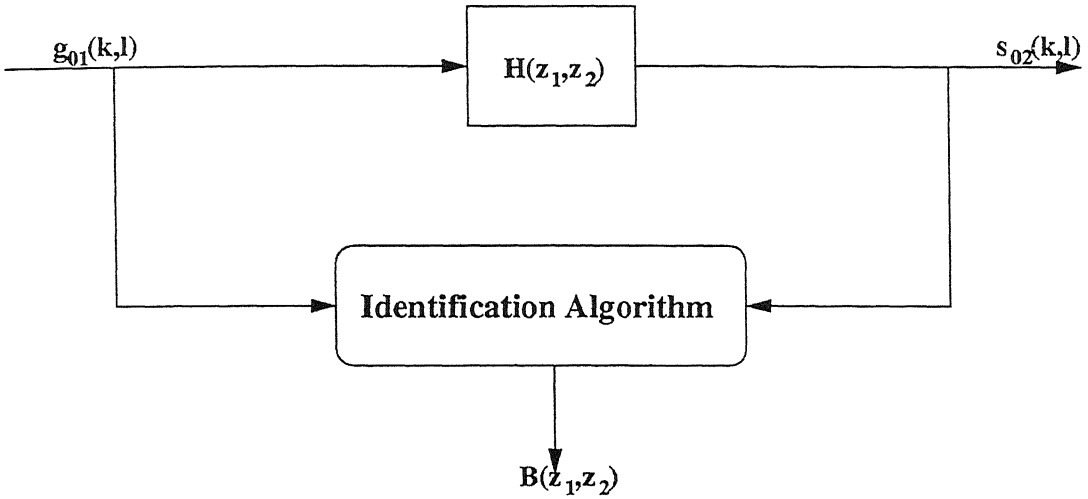 g₀₁(k,l)
s₀₂(k,l)
H(z₁,z₂)
Identification Algorithm
B(z₁,z₂)